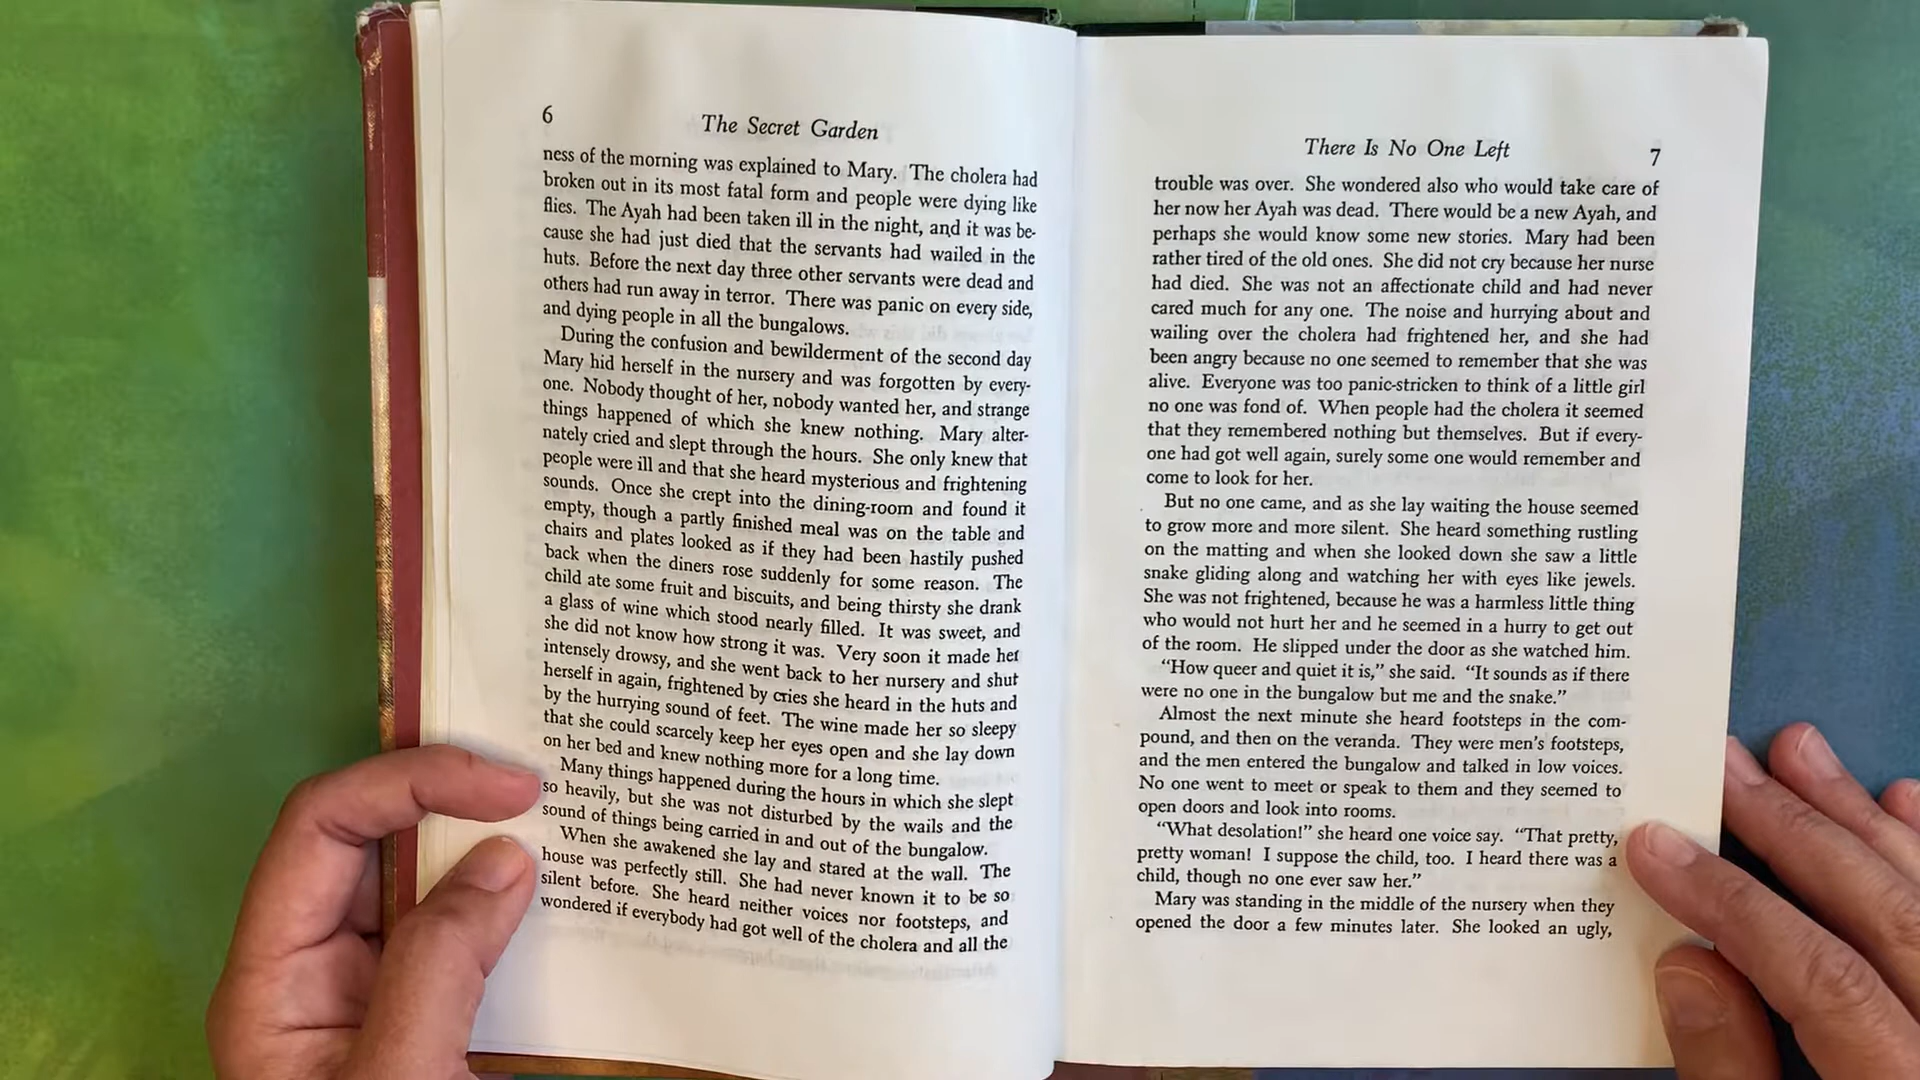 6
The Secret Garden
ness of the morning was explained to Mary. The cholera had
broken out in its most fatal form and people were dying like
flies. The Ayah had been taken ill in the night, and it was be-
cause she had just died that the servants had wailed in the
huts. Before the next day three other servants were dead and
others had run away in terror. There was panic on every side,
and dying people in all the bungalows.
During the confusion and bewilderment of the second day
Mary hid herself in the nursery and was forgotten by every-
one. Nobody thought of her, nobody wanted her, and strange
things happened of which she knew nothing. Mary alter-
nately cried and slept through the hours. She only knew that
people were ill and that she heard mysterious and frightening
sounds. Once she crept into the dining-room and found it
empty, though a partly finished meal was on the table and
chairs and plates looked as if they had been hastily pushed
back when the diners rose suddenly for some reason. The
child ate some fruit and biscuits, and being thirsty she drank
a glass of wine which stood nearly filled. It was sweet, and
she did not know how strong it was. Very soon it made her
intensely drowsy, and she went back to her nursery and shut
herself in again, frightened by cries she heard in the huts and
by the hurrying sound of feet. The wine made her so sleepy
that she could scarcely keep her eyes open and she lay down
on her bed and knew nothing more for a long time.
Many things happened during the hours in which she slept
so heavily, but she was not disturbed by the wails and the
sound of things being carried in and out of the bungalow.
When she awakened she lay and stared at the wall. The
house was perfectly still. She had never known it to be so
silent before. She heard neither voices nor footsteps, and
wondered if everybody had got well of the cholera and all the
There Is No One Left
7
trouble was over. She wondered also who would take care of
her now her Ayah was dead. There would be a new Ayah, and
perhaps she would know some new stories. Mary had been
rather tired of the old ones. She did not cry because her nurse
had died. She was not an affectionate child and had never
cared much for any one. The noise and hurrying about and
wailing over the cholera had frightened her, and she had
been angry because no one seemed to remember that she was
alive. Everyone was too panic-stricken to think of a little girl
no one was fond of. When people had the cholera it seemed
that they remembered nothing but themselves. But if every-
one had got well again, surely some one would remember and
come to look for her.
But no one came, and as she lay waiting the house seemed
to grow more and more silent. She heard something rustling
on the matting and when she looked down she saw a little
snake gliding along and watching her with eyes like jewels.
She was not frightened, because he was a harmless little thing
who would not hurt her and he seemed in a hurry to get out
of the room. He slipped under the door as she watched him.
“How queer and quiet it is,” she said. “It sounds as if there
were no one in the bungalow but me and the snake.”
Almost the next minute she heard footsteps in the com-
pound, and then on the veranda. They were men’s footsteps,
and the men entered the bungalow and talked in low voices.
No one went to meet or speak to them and they seemed to
open doors and look into rooms.
“What desolation!” she heard one voice say. “That pretty,
pretty woman! I suppose the child, too. I heard there was a
child, though no one ever saw her.”
Mary was standing in the middle of the nursery when they
opened the door a few minutes later. She looked an ugly,